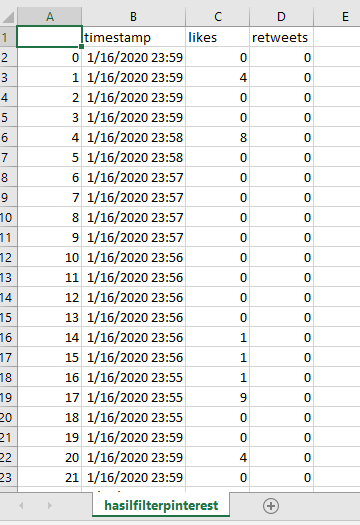 A B C D E
1 timestamp likes retweets
2 0 1/16/2020 23:59 0 0
3 1 1/16/2020 23:59 4 0
4 2 1/16/2020 23:59 0 0
5 3 1/16/2020 23:59 0 0
6 4 1/16/2020 23:58 8 0
7 5 1/16/2020 23:58 0 0
8 6 1/16/2020 23:57 0 0
9 7 1/16/2020 23:57 0 0
10 8 1/16/2020 23:57 0 0
11 9 1/16/2020 23:57 0 0
12 10 1/16/2020 23:56 0 0
13 11 1/16/2020 23:56 0 0
14 12 1/16/2020 23:56 0 0
15 13 1/16/2020 23:56 0 0
16 14 1/16/2020 23:56 1 0
17 15 1/16/2020 23:56 1 0
18 16 1/16/2020 23:55 1 0
19 17 1/16/2020 23:55 9 0
20 18 1/16/2020 23:55 0 0
21 19 1/16/2020 23:59 0 0
22 20 1/16/2020 23:59 4 0
23 21 1/16/2020 23:59 0 0
hasilfilterpinterest